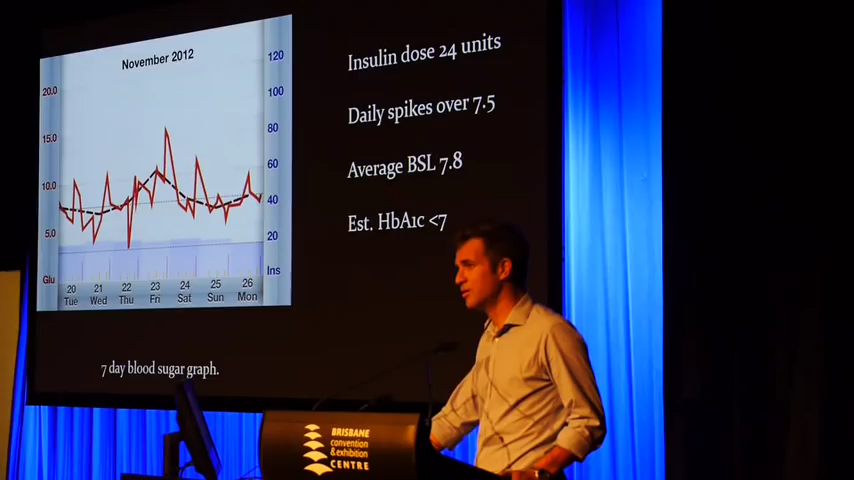 November 2012
20.0
15.0
10.0
5.0
Glu
120
100
80
60
40
20
Ins
20 21 22 23 24 25 26
Tue Wed Thu Fri Sat Sun Mon
7 day blood sugar graph.
Insulin dose 24 units
Daily spikes over 7.5
Average BSL 7.8
Est. HbA1c <7
BRISBANE
convention
& exhibition
CENTRE